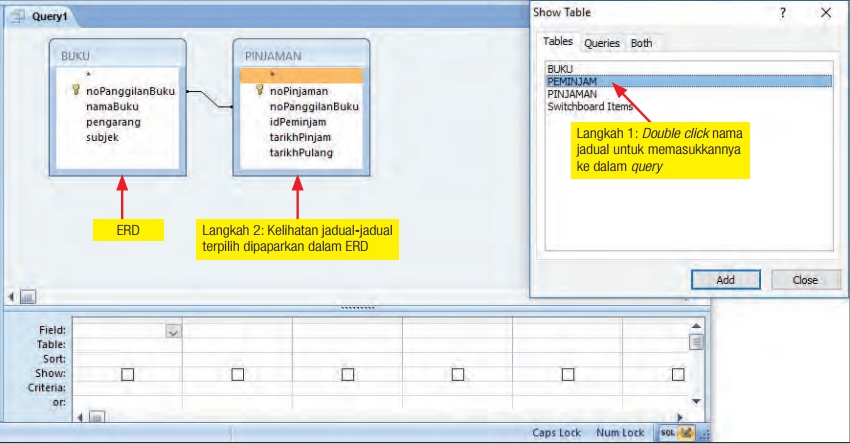 Query1
BUKU
*
noPanggilanBuku
namaBuku
pengarang
subjek
PINJAMAN
*
noPinjaman
noPanggilanBuku
idPeminjam
tarikhPinjam
tarikhPulang
ERD
Langkah 2: Kelihatan jadual-jadual
terpilih dipaparkan dalam ERD
Show Table
?
Tables Queries Both
BUKU
PEMINJAM
PINJAMAN
Switchboard Items
Langkah 1: Double click nama
jadual untuk memasukkannya
ke dalam query
Add Close
Field:
Table:
Sort:
Show:
Criteria:
or:
Caps Lock Num Lock SQL